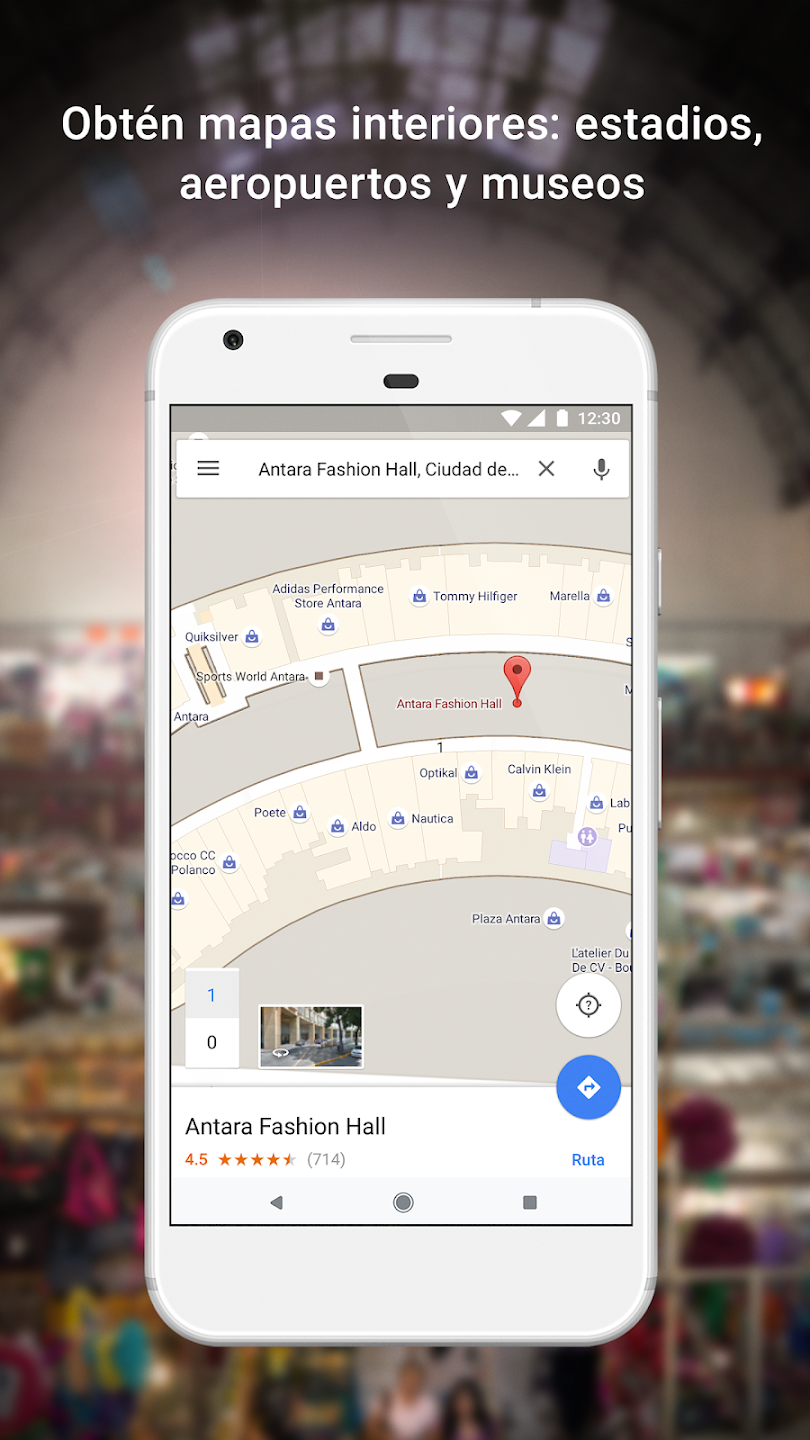 Obtén mapas interiores: estadios,
aeropuertos y museos
12:30
Antara Fashion Hall, Ciudad de...
Adidas Performance
Store Antara
Tommy Hilfiger
Marella
Quiksilver
Sports World Antara
Antara Fashion Hall
Antara
1
Optikal
Calvin Klein
Lab
Poete
Aldo
Nautica
Pu
occo CC
Polanco
Plaza Antara
L'atelier Du
De CV - Bou
1
0
Antara Fashion Hall
4.5 (714)
Ruta